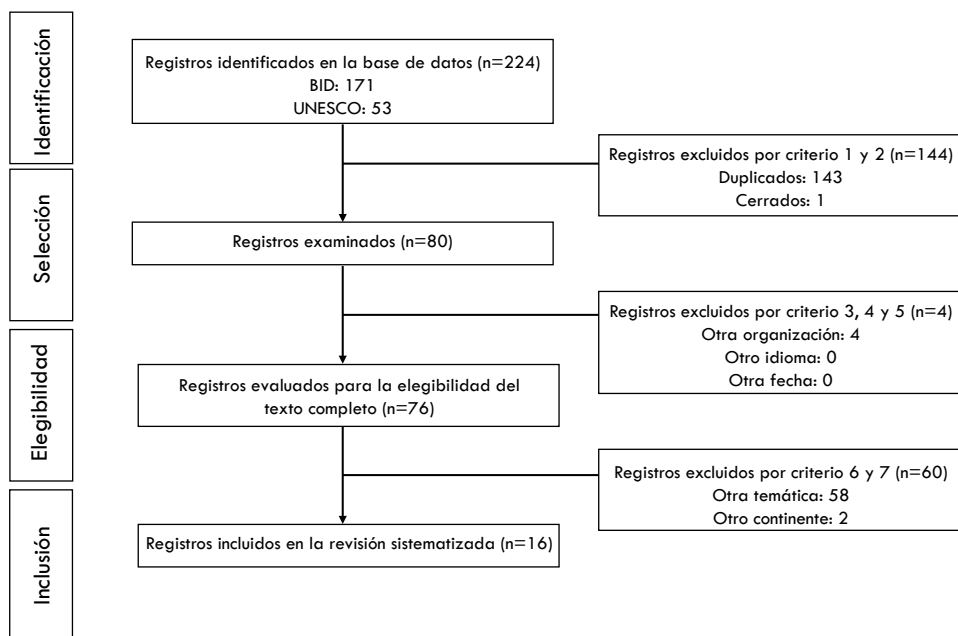 Identificación
Registros identificados en la base de datos (n=224)
BID: 171
UNESCO: 53
Registros excluidos por criterio 1 y 2 (n=144)
Duplicados: 143
Cerrados: 1
Selección
Registros examinados (n=80)
Registros excluidos por criterio 3, 4 y 5 (n=4)
Otra organización: 4
Otro idioma: 0
Otra fecha: 0
Elegibilidad
Registros evaluados para la elegibilidad del
texto completo (n=76)
Registros excluidos por criterio 6 y 7 (n=60)
Otra temática: 58
Otro continente: 2
Inclusión
Registros incluidos en la revisión sistematizada (n=16)